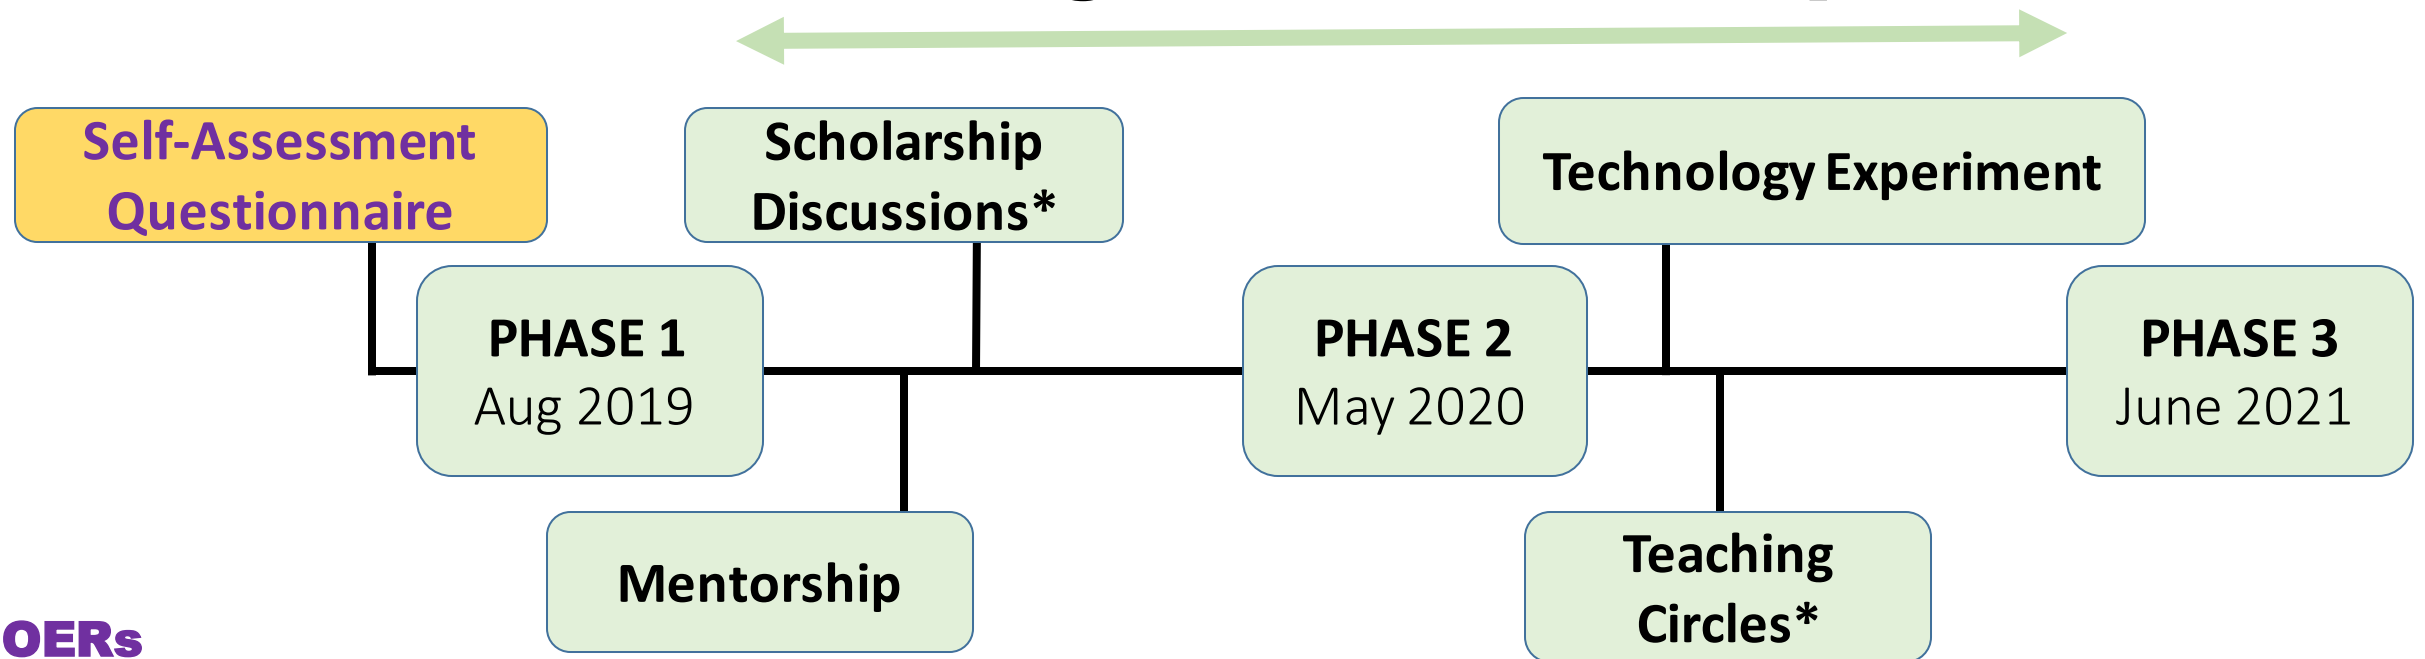 Self-Assessment
Questionnaire
Scholarship
Discussions*
Technology Experiment
PHASE 1
Aug 2019
PHASE 2
May 2020
PHASE 3
June 2021
Mentorship
Teaching
Circles*
OERs